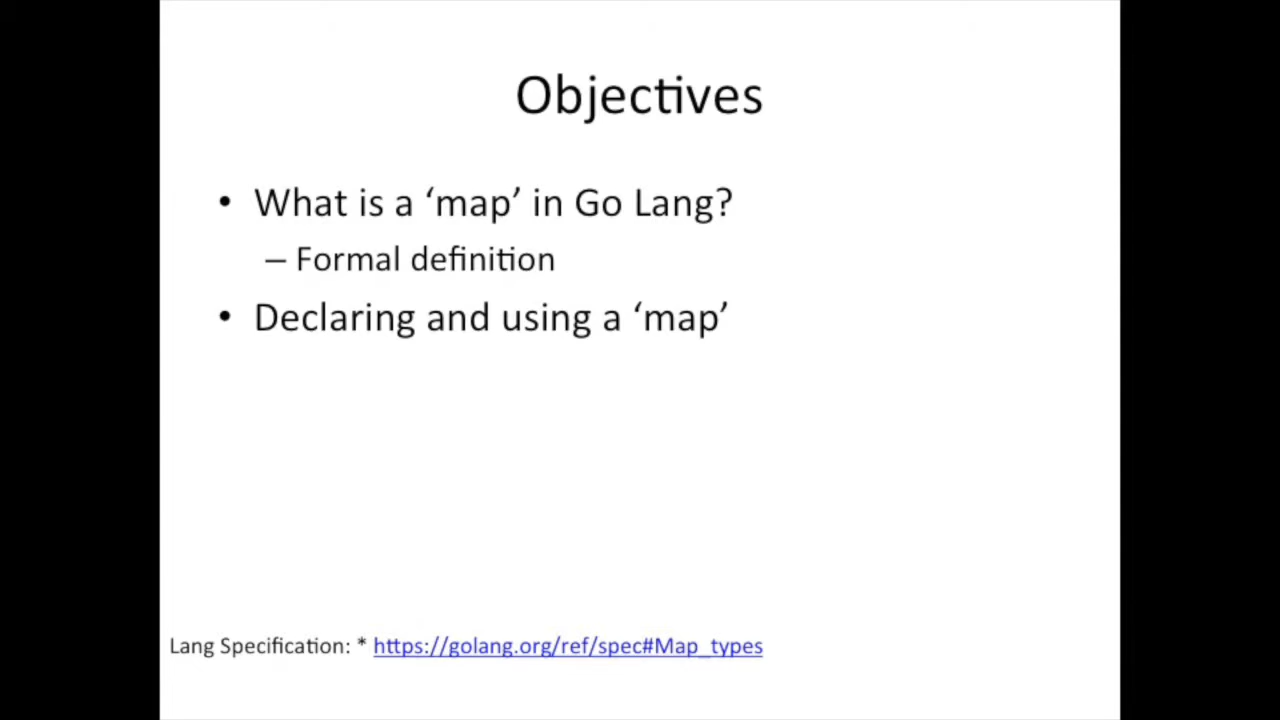 Objectives
• What is a ‘map’ in Go Lang?
– Formal definition
• Declaring and using a ‘map’
Lang Specification: * https://golang.org/ref/spec#Map_types